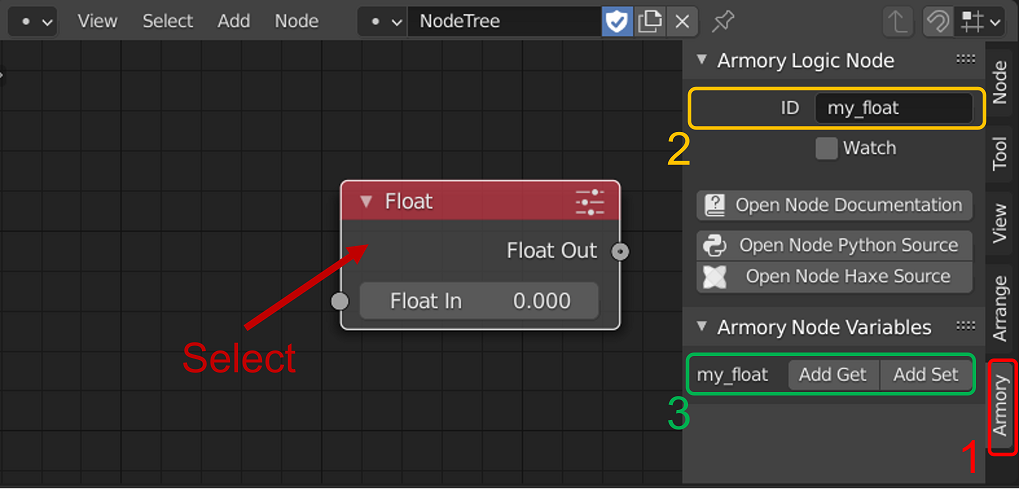 View Select Add Node NodeTree
Armory Logic Node
ID my_float
2
Watch
Float
Open Node Documentation
Float Out
Open Node Python Source
Open Node Haxe Source
Float In 0.000
Armory Node Variables
Select
my_float Add Get Add Set
3
1
Node
Tool
View
Arrange
Armory